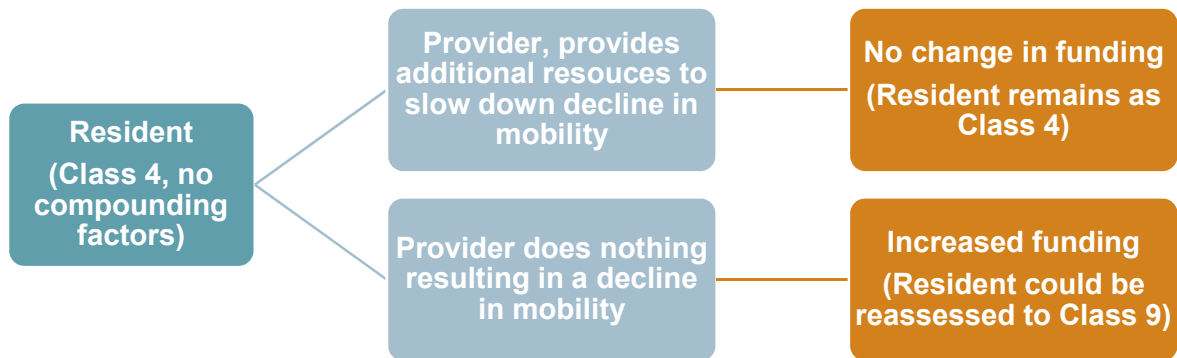 Resident
(Class 4, no
compounding
factors)
Provider, provides
additional resouces to
slow down decline in
mobility
No change in funding
(Resident remains as
Class 4)
Provider does nothing
resulting in a decline
in mobility
Increased funding
(Resident could be
reassessed to Class 9)